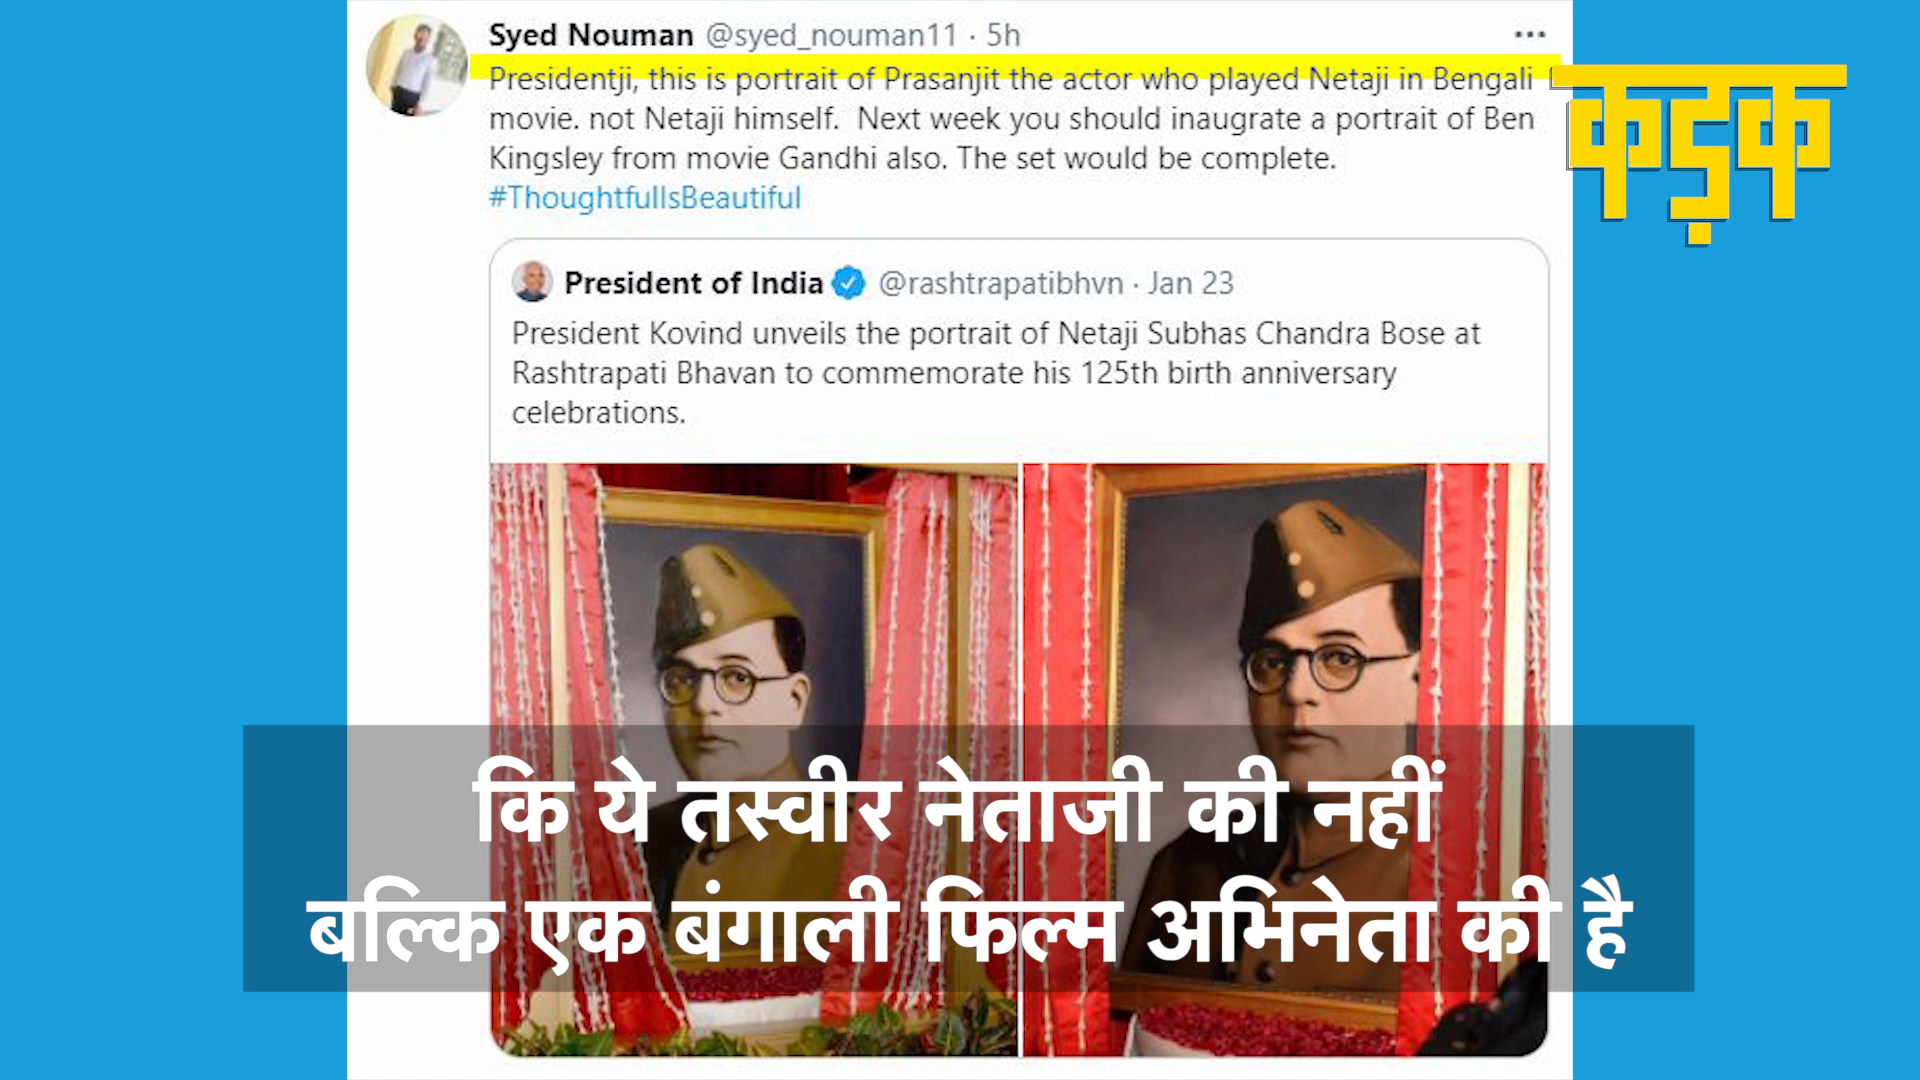 Syed Nouman @syed_nouman11 · 5h
Presidentji, this is portrait of Prasanjit the actor who played Netaji in Bengali
movie. not Netaji himself.  Next week you should inaugrate a portrait of Ben
Kingsley from movie Gandhi also. The set would be complete.
#ThoughtfulIsBeautiful
कड़क
President of India @rashtrapatibhvn · Jan 23
President Kovind unveils the portrait of Netaji Subhas Chandra Bose at
Rashtrapati Bhavan to commemorate his 125th birth anniversary
celebrations.
कि ये तस्वीर नेताजी की नहीं
बल्कि एक बंगाली फिल्म अभिनेता की है